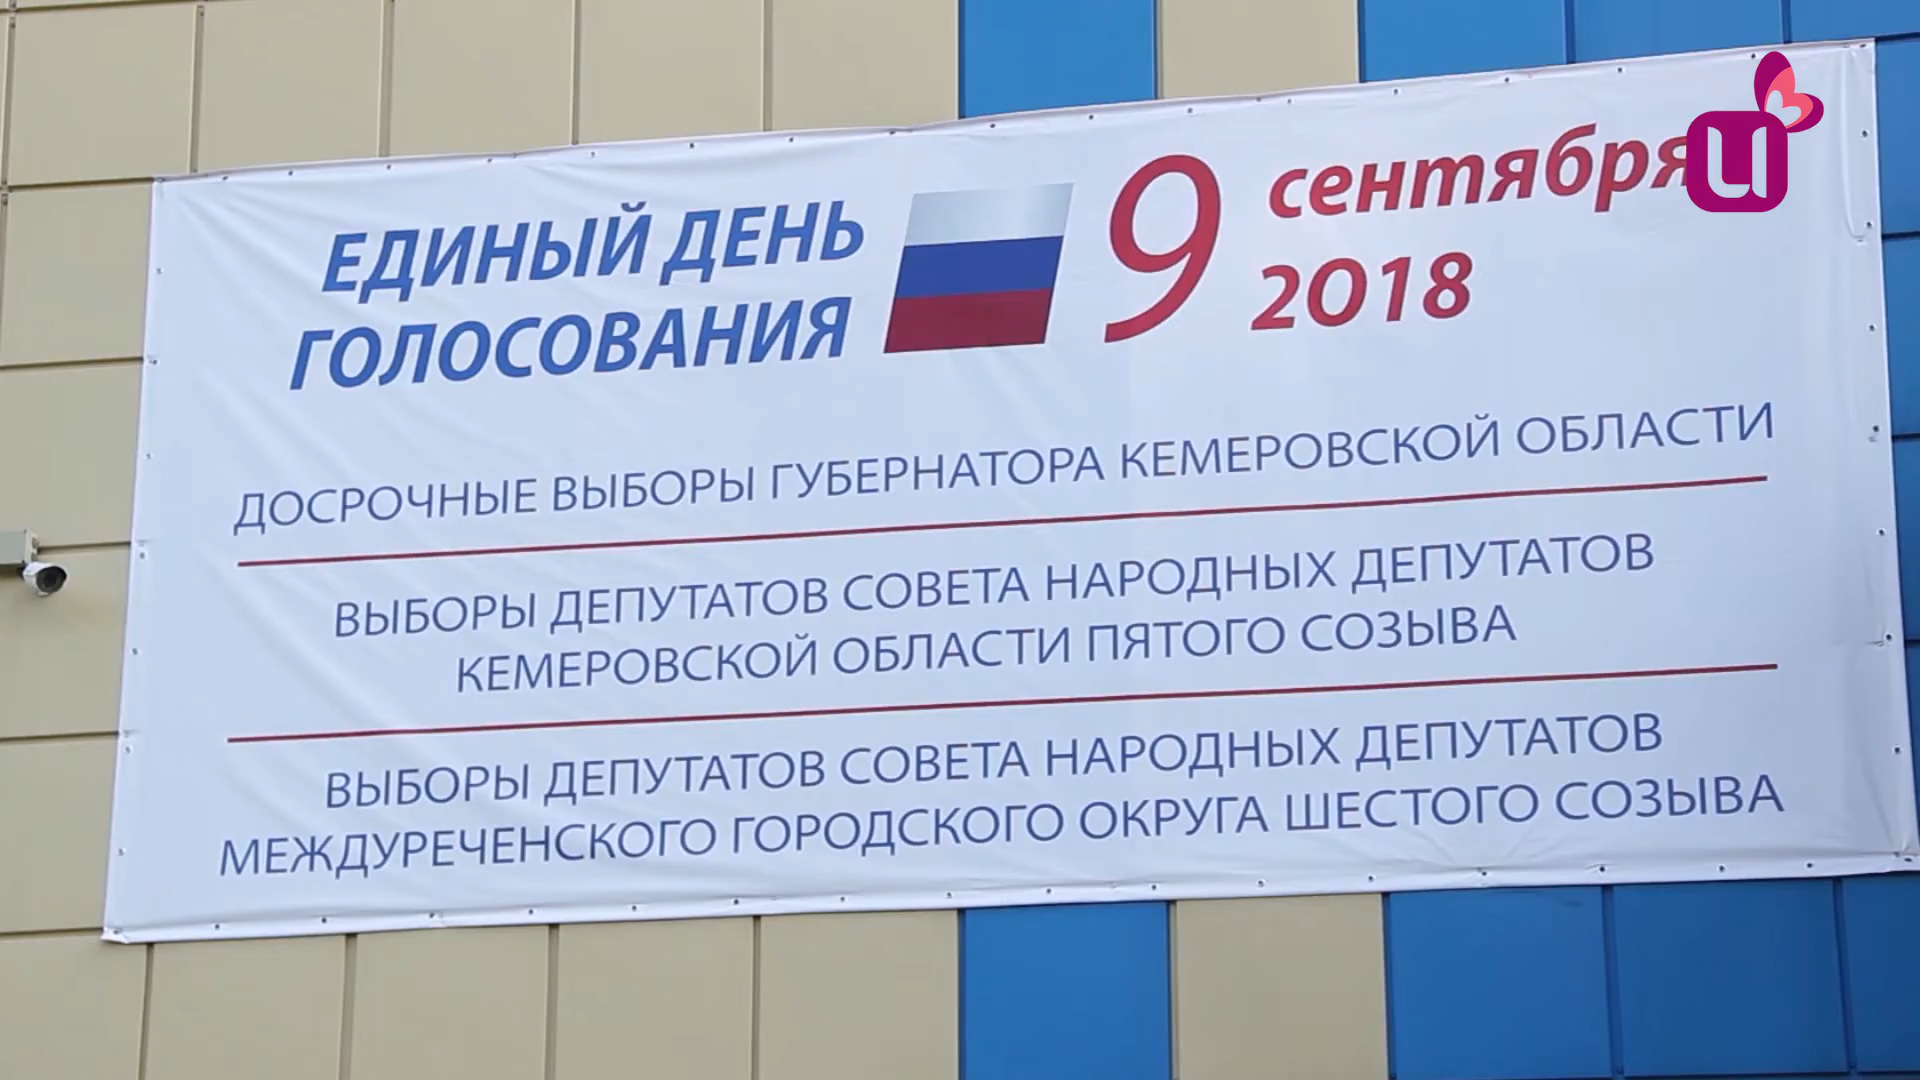 ЕДИНЫЙ ДЕНЬ
ГОЛОСОВАНИЯ
9 сентября
2018
ДОСРОЧНЫЕ ВЫБОРЫ ГУБЕРНАТОРА КЕМЕРОВСКОЙ ОБЛАСТИ
ВЫБОРЫ ДЕПУТАТОВ СОВЕТА НАРОДНЫХ ДЕПУТАТОВ
КЕМЕРОВСКОЙ ОБЛАСТИ ПЯТОГО СОЗЫВА
ВЫБОРЫ ДЕПУТАТОВ СОВЕТА НАРОДНЫХ ДЕПУТАТОВ
МЕЖДУРЕЧЕНСКОГО ГОРОДСКОГО ОКРУГА ШЕСТОГО СОЗЫВА